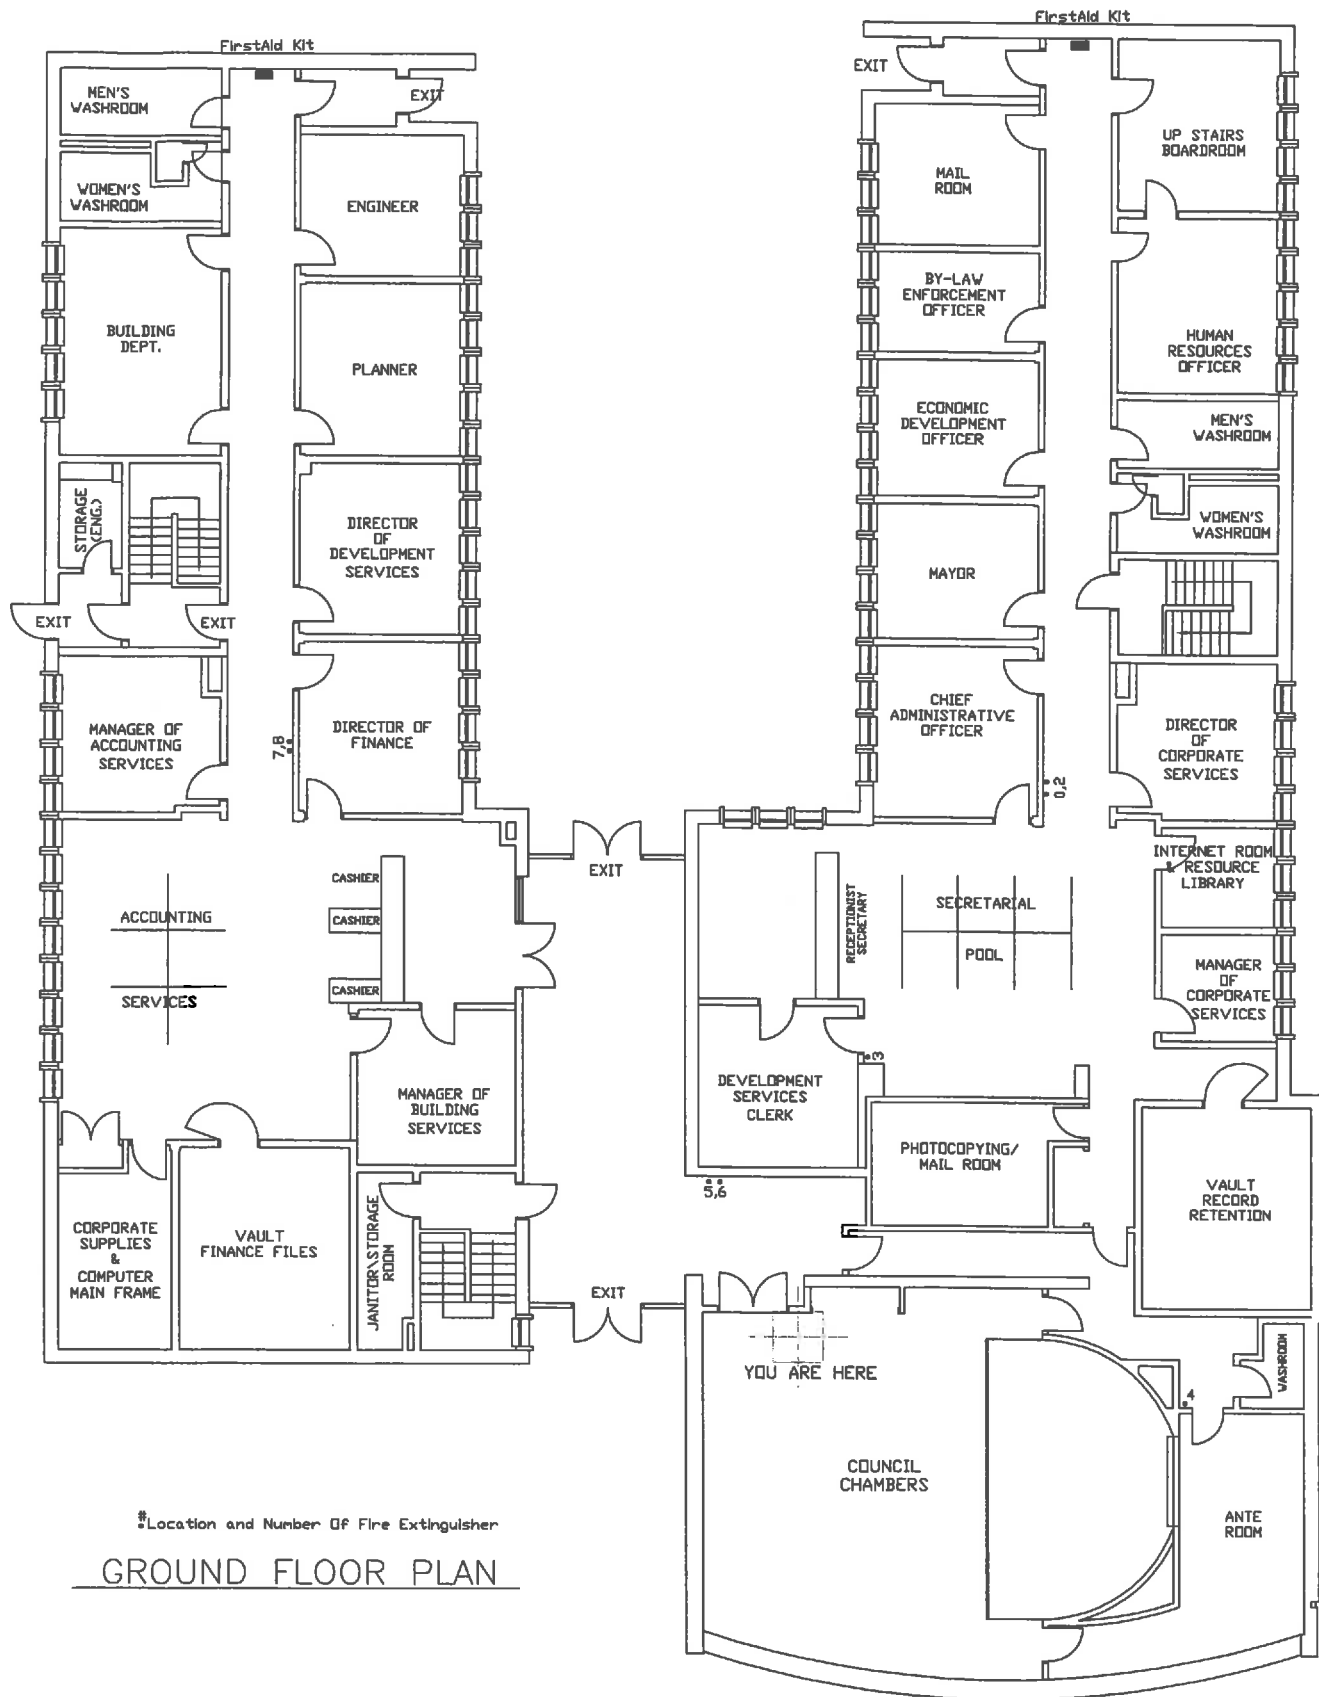 FirstAid Kit
MEN'S
WASHROOM
EXIT
WOMEN'S
WASHROOM
ENGINEER
BUILDING
DEPT.
PLANNER
STORAGE
(ENG.)
DIRECTOR
OF
DEVELOPMENT
SERVICES
EXIT
EXIT
MANAGER OF
ACCOUNTING
SERVICES
DIRECTOR OF
FINANCE
7,8
ACCOUNTING
SERVICES
CASHIER
CASHIER
CASHIER
MANAGER OF
BUILDING
SERVICES
CORPORATE
SUPPLIES
&
COMPUTER
MAIN FRAME
VAULT
FINANCE FILES
JANITOR\STORAGE
ROOM
EXIT
EXIT
FirstAid Kit
EXIT
MAIL
ROOM
UP STAIRS
BOARDROOM
BY-LAW
ENFORCEMENT
OFFICER
HUMAN
RESOURCES
OFFICER
ECONOMIC
DEVELOPMENT
OFFICER
MEN'S
WASHROOM
WOMEN'S
WASHROOM
MAYOR
CHIEF
ADMINISTRATIVE
OFFICER
DIRECTOR
OF
CORPORATE
SERVICES
0,2
INTERNET ROOM
& RESOURCE
LIBRARY
RECEPTIONIST
SECRETARY
SECRETARIAL
POOL
MANAGER
OF
CORPORATE
SERVICES
3
DEVELOPMENT
SERVICES
CLERK
PHOTOCOPYING/
MAIL ROOM
5,6
VAULT
RECORD
RETENTION
YOU ARE HERE
WASHROOM
4
COUNCIL
CHAMBERS
ANTE
ROOM
# Location and Number Of Fire Extinguisher
GROUND FLOOR PLAN